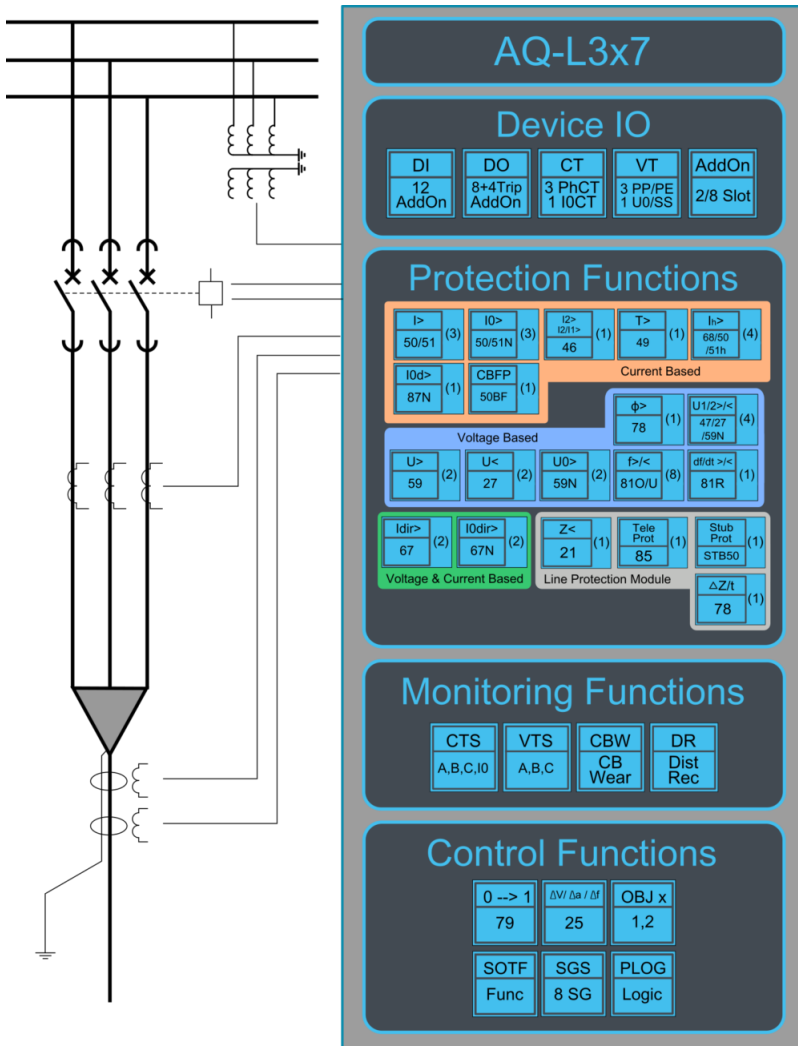 AQ-L3x7
Device IO
DI DO CT VT AddOn
12 AddOn
8+4Trip AddOn
3 PhCT 1 I0CT
3 PP/PE 1 U0/SS
2/8 Slot
Protection Functions
I> 50/51 (3)
I0> 50/51N (3)
I2> I2/I1> 46 (1)
T> 49 (1)
Ih> 68/50 /51h (4)
I0d> 87N (1)
CBFP 50BF (1)
Current Based
ϕ> 78 (1)
U1/2>/< 47/27 /59N (4)
Voltage Based
U> 59 (2)
U< 27 (2)
U0> 59N (2)
f>/< 81O/U (8)
df/dt >/< 81R (1)
Idir> 67 (2)
I0dir> 67N (2)
Z< 21 (1)
Tele Prot 85 (1)
Stub Prot STB50 (1)
Voltage & Current Based
Line Protection Module
△Z/t 78 (1)
Monitoring Functions
CTS A,B,C,I0
VTS A,B,C
CBW CB Wear
DR Dist Rec
Control Functions
0 --> 1 79
ΔV/ Δa / Δf 25
OBJ x 1,2
SOTF Func
SGS 8 SG
PLOG Logic